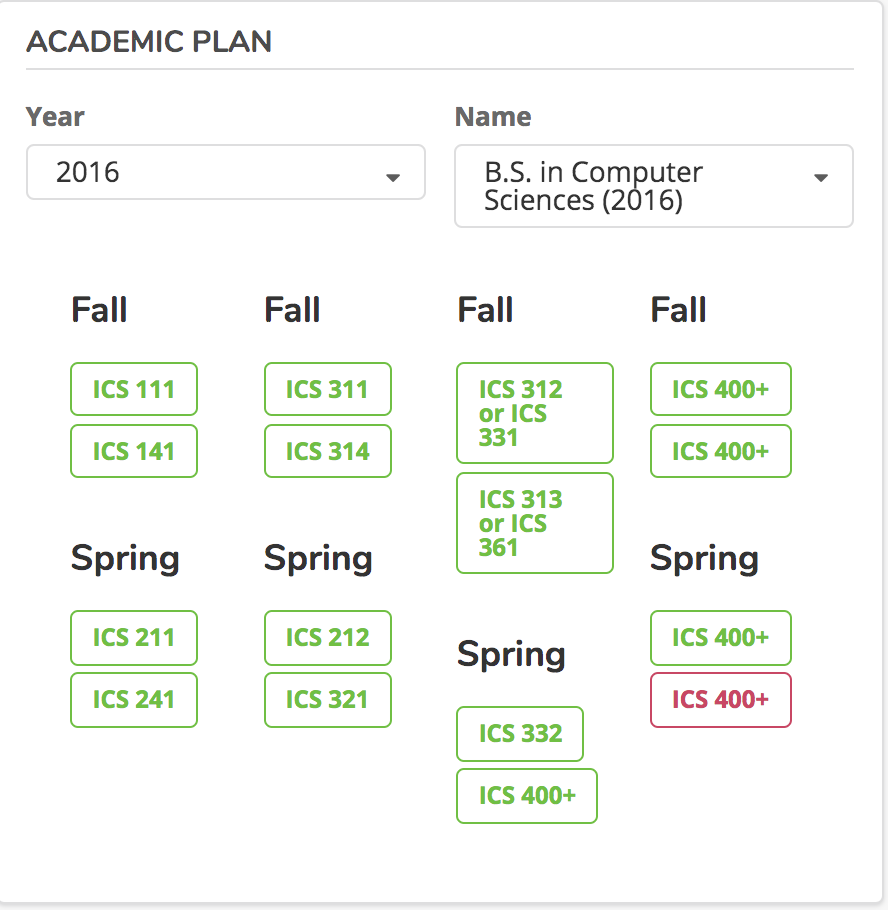 ACADEMIC PLAN
Year
2016
Name
B.S. in Computer
Sciences (2016)
Fall
ICS 111
ICS 141
Spring
ICS 211
ICS 241
Fall
ICS 311
ICS 314
Spring
ICS 212
ICS 321
Fall
ICS 312
or ICS
331
ICS 313
or ICS
361
Spring
ICS 332
ICS 400+
Fall
ICS 400+
ICS 400+
Spring
ICS 400+
ICS 400+